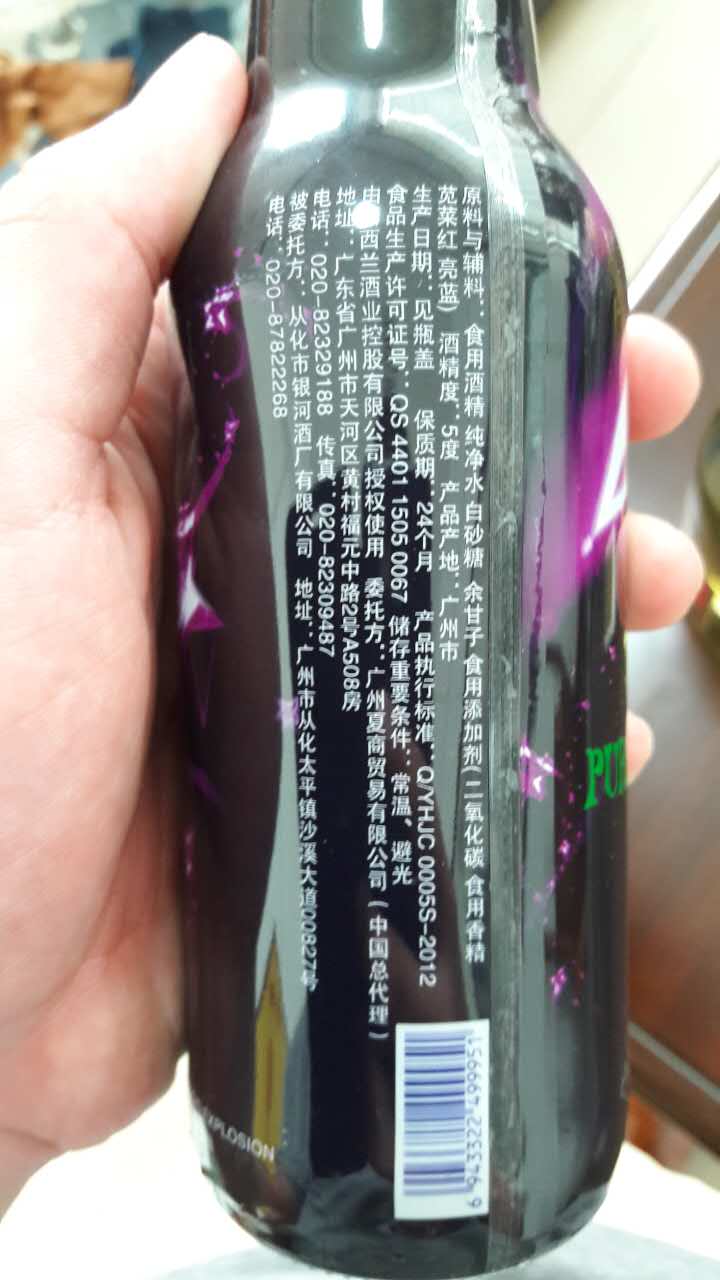 原料与辅料：食用酒精 纯净水 白砂糖 余甘子 食用添加剂(二氧化碳 食用香精
苋菜红 亮蓝) 酒精度：5度 产品产地：广州市
生产日期：见瓶盖 保质期：24个月 产品执行标准：Q/YHJC 0005S-2012
食品生产许可证号：QS 4401 1505 0067 储存重要条件：常温、避光
由 西兰酒业控股有限公司授权使用 委托方：广州夏商贸易有限公司(中国总代理)
地址：广东省广州市天河区黄村福元中路2号A508房
电话：020-82329188 传真：020-82309487
被委托方：从化市银河酒厂有限公司 地址：广州市从化太平镇沙溪大道00827号
电话：020-87822268
6 943322 499951
EXPLOSION